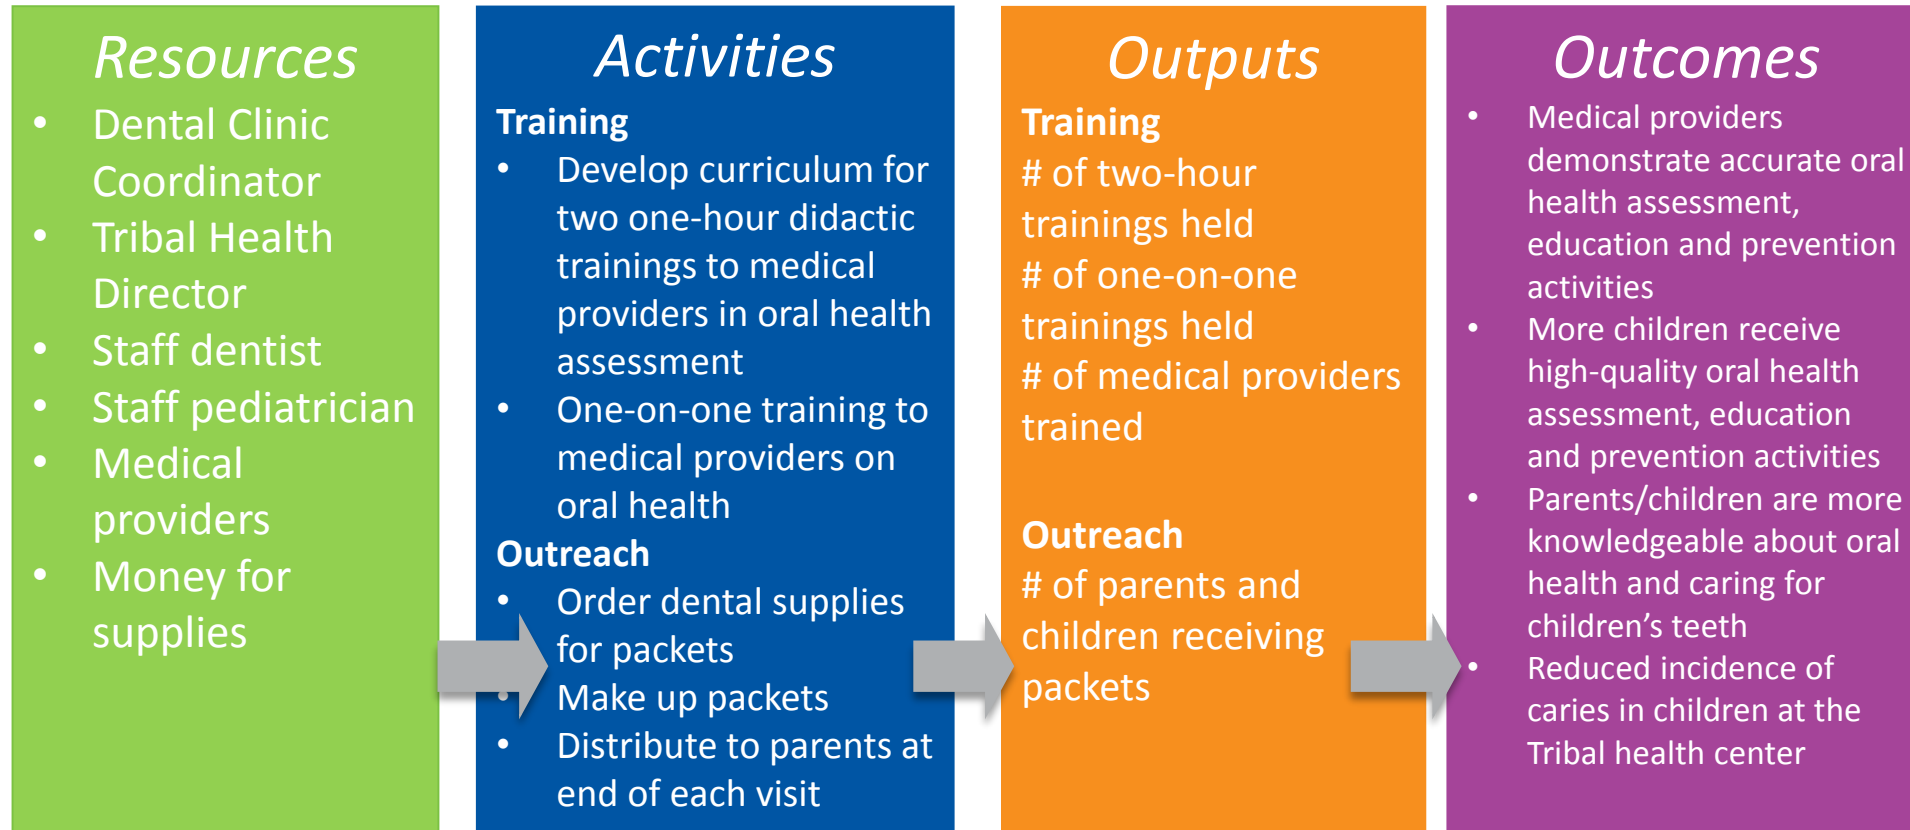 Resources
• Dental Clinic
Coordinator
• Tribal Health
Director
• Staff dentist
• Staff pediatrician
• Medical
providers
• Money for
supplies
Activities
Training
• Develop curriculum for
two one-hour didactic
trainings to medical
providers in oral health
assessment
• One-on-one training to
medical providers on
oral health
Outreach
• Order dental supplies
for packets
• Make up packets
• Distribute to parents at
end of each visit
Outputs
Training
# of two-hour
trainings held
# of one-on-one
trainings held
# of medical providers
trained
Outreach
# of parents and
children receiving
packets
Outcomes
• Medical providers
demonstrate accurate oral
health assessment,
education and prevention
activities
• More children receive
high-quality oral health
assessment, education
and prevention activities
• Parents/children are more
knowledgeable about oral
health and caring for
children’s teeth
• Reduced incidence of
caries in children at the
Tribal health center